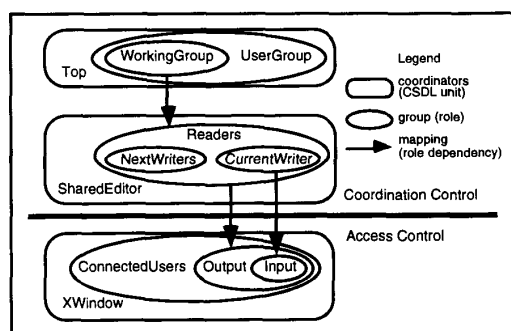 WorkingGroup UserGroup
Top
Legend
coordinators
(CSDL unit)
group (role)
mapping
(role dependency)
Readers
NextWriters CurrentWriter
SharedEditor
Coordination Control
Access Control
ConnectedUsers Output Input
XWindow